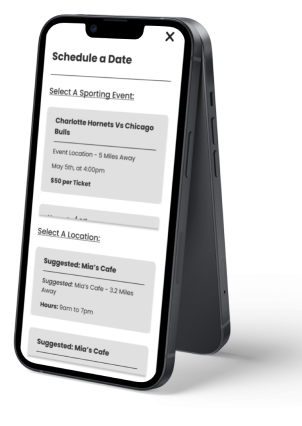 X
Schedule a Date
Select A Sporting Event:
Charlotte Hornets Vs Chicago
Bulls
Event Location - 5 Miles Away
May 5th, at 4:00pm
$50 per Ticket
Select A Location:
Suggested: Mia's Cafe
Suggested: Mia's Cafe - 3.2 Miles
Away
Hours: 9am to 7pm
Suggested: Mia's Cafe